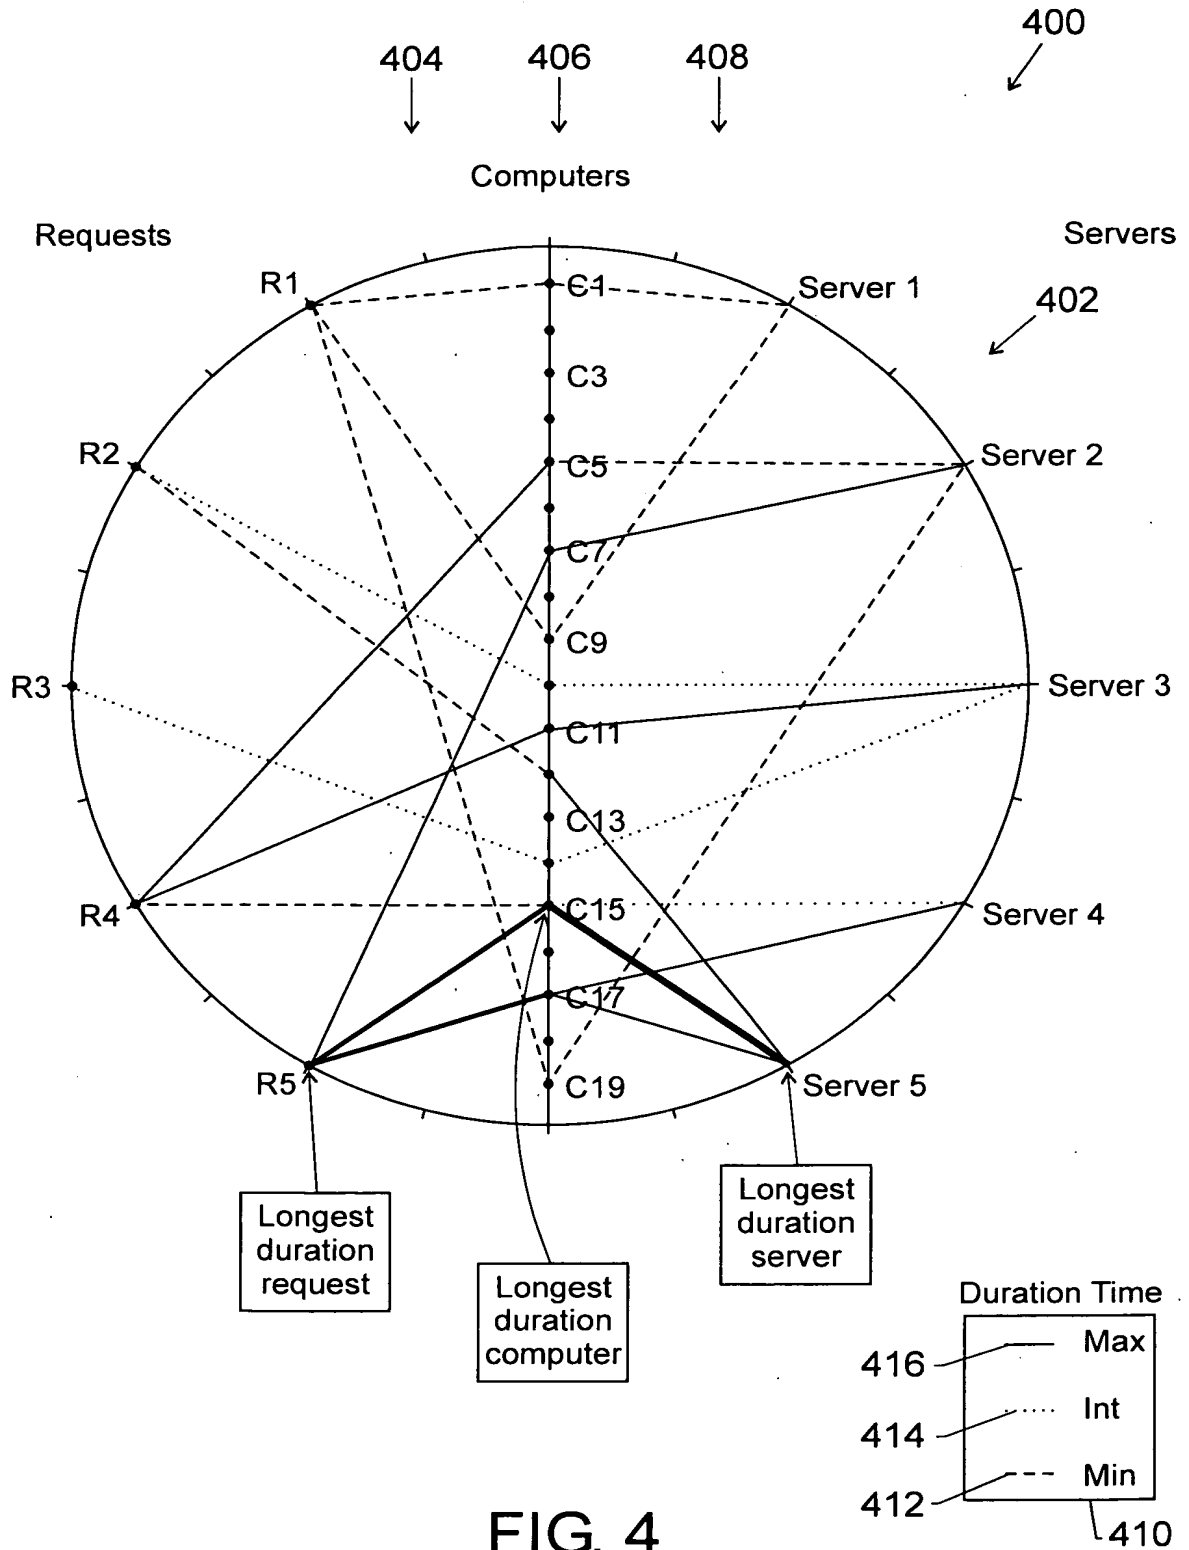 400
404 406 408
Computers
Requests
Servers
R1
C1
Server 1
402
C3
R2
C5
Server 2
C7
C9
R3
Server 3
C11
C13
R4
C15
Server 4
C17
R5
C19
Server 5
Longest
duration
request
Longest
duration
computer
Longest
duration
server
Duration Time
416
Max
414
Int
412
Min
410
FIG. 4